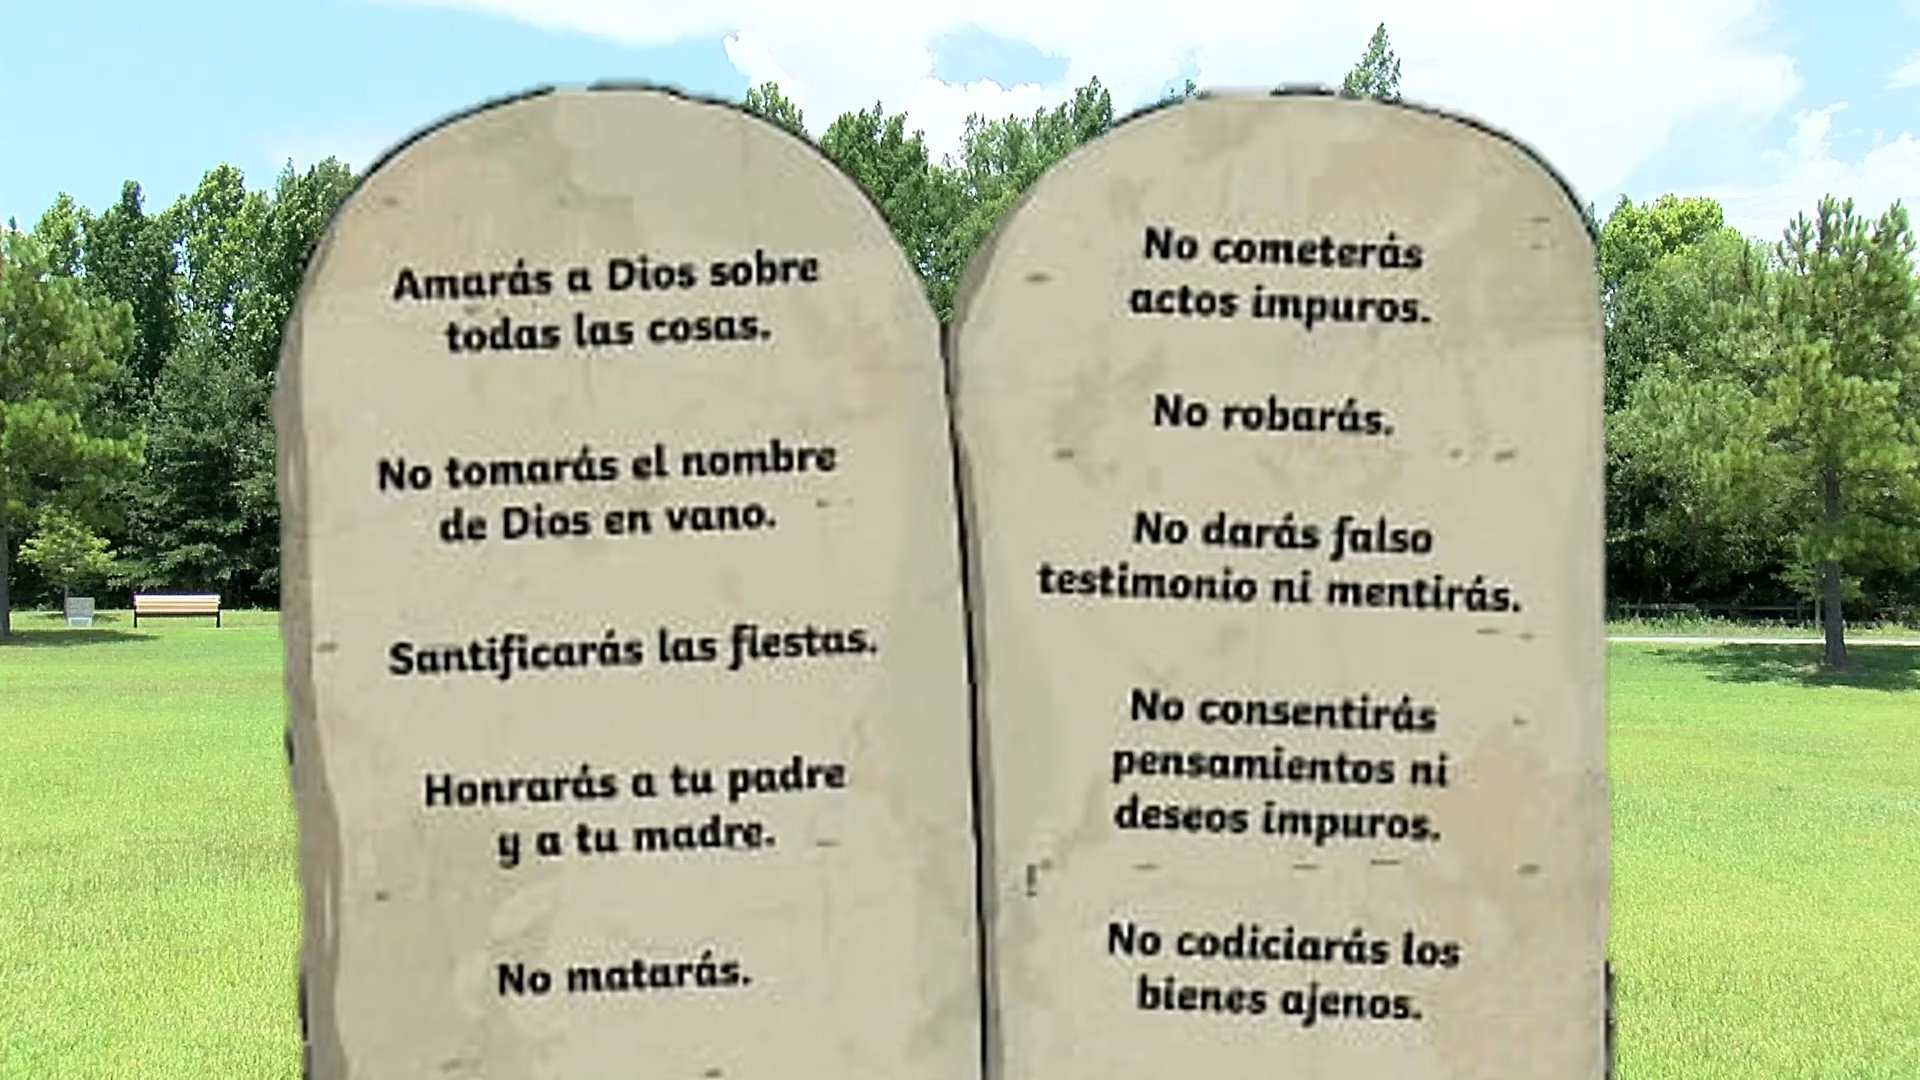 Amarás a Dios sobre
todas las cosas.
No tomarás el nombre
de Dios en vano.
Santificarás las fiestas.
Honrarás a tu padre
y a tu madre.
No matarás.
No cometerás
actos impuros.
No robarás.
No darás falso
testimonio ni mentirás.
No consentirás
pensamientos ni
deseos impuros.
No codiciarás los
bienes ajenos.